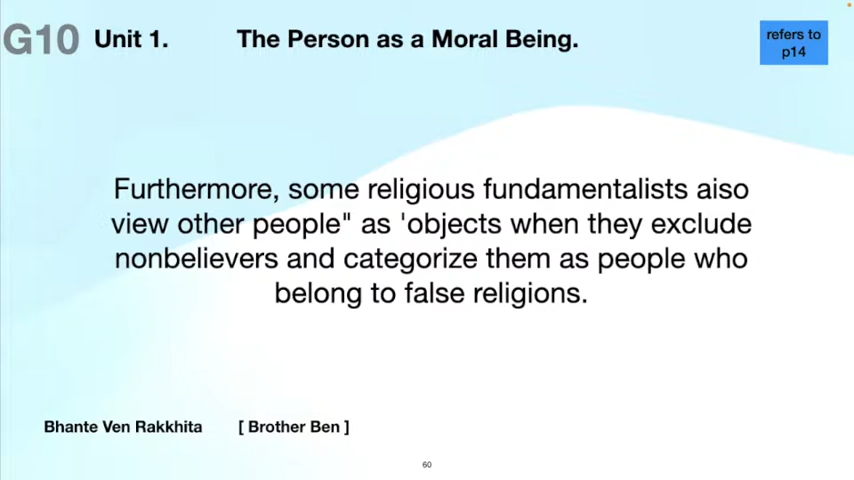 G10 Unit 1. The Person as a Moral Being.
refers to
p14
Furthermore, some religious fundamentalists aiso
view other people" as 'objects when they exclude
nonbelievers and categorize them as people who
belong to false religions.
Bhante Ven Rakkhita [ Brother Ben ]
60